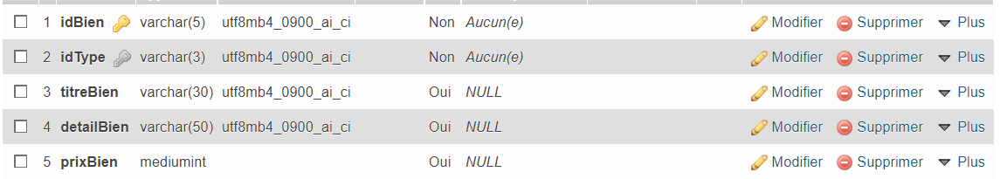 1 idBien varchar(5) utf8mb4_0900_ai_ci Non Aucun(e) Modifier Supprimer Plus
2 idType varchar(3) utf8mb4_0900_ai_ci Non Aucun(e) Modifier Supprimer Plus
3 titreBien varchar(30) utf8mb4_0900_ai_ci Oui NULL Modifier Supprimer Plus
4 detailBien varchar(50) utf8mb4_0900_ai_ci Oui NULL Modifier Supprimer Plus
5 prixBien mediumint Oui NULL Modifier Supprimer Plus